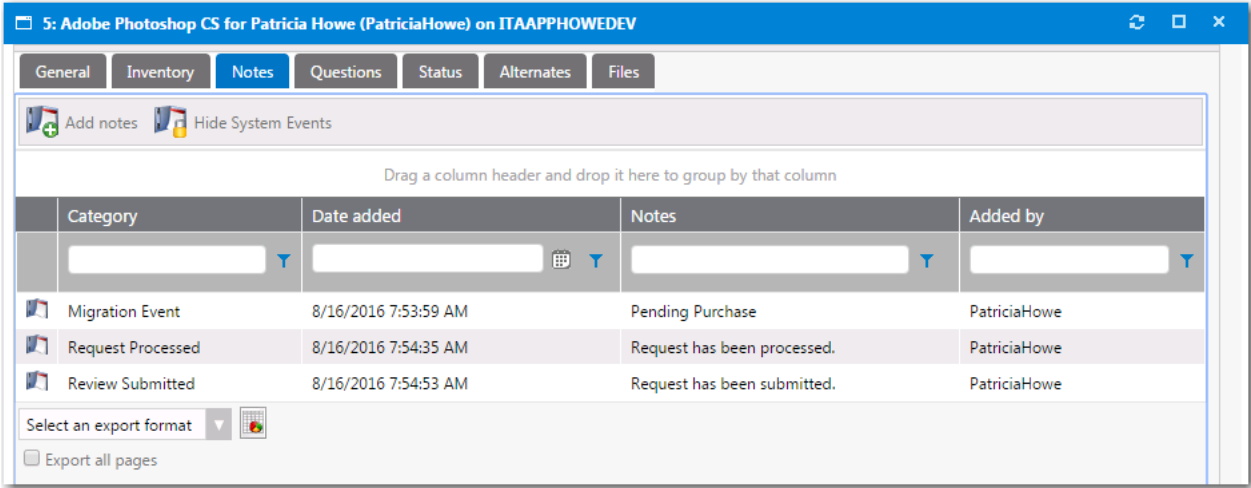 5: Adobe Photoshop CS for Patricia Howe (PatriciaHowe) on ITAAPPHOWEDEV
General Inventory Notes Questions Status Alternates Files
Add notes Hide System Events
Drag a column header and drop it here to group by that column
Category Date added Notes Added by
Migration Event 8/16/2016 7:53:59 AM Pending Purchase PatriciaHowe
Request Processed 8/16/2016 7:54:35 AM Request has been processed. PatriciaHowe
Review Submitted 8/16/2016 7:54:53 AM Request has been submitted. PatriciaHowe
Select an export format
Export all pages